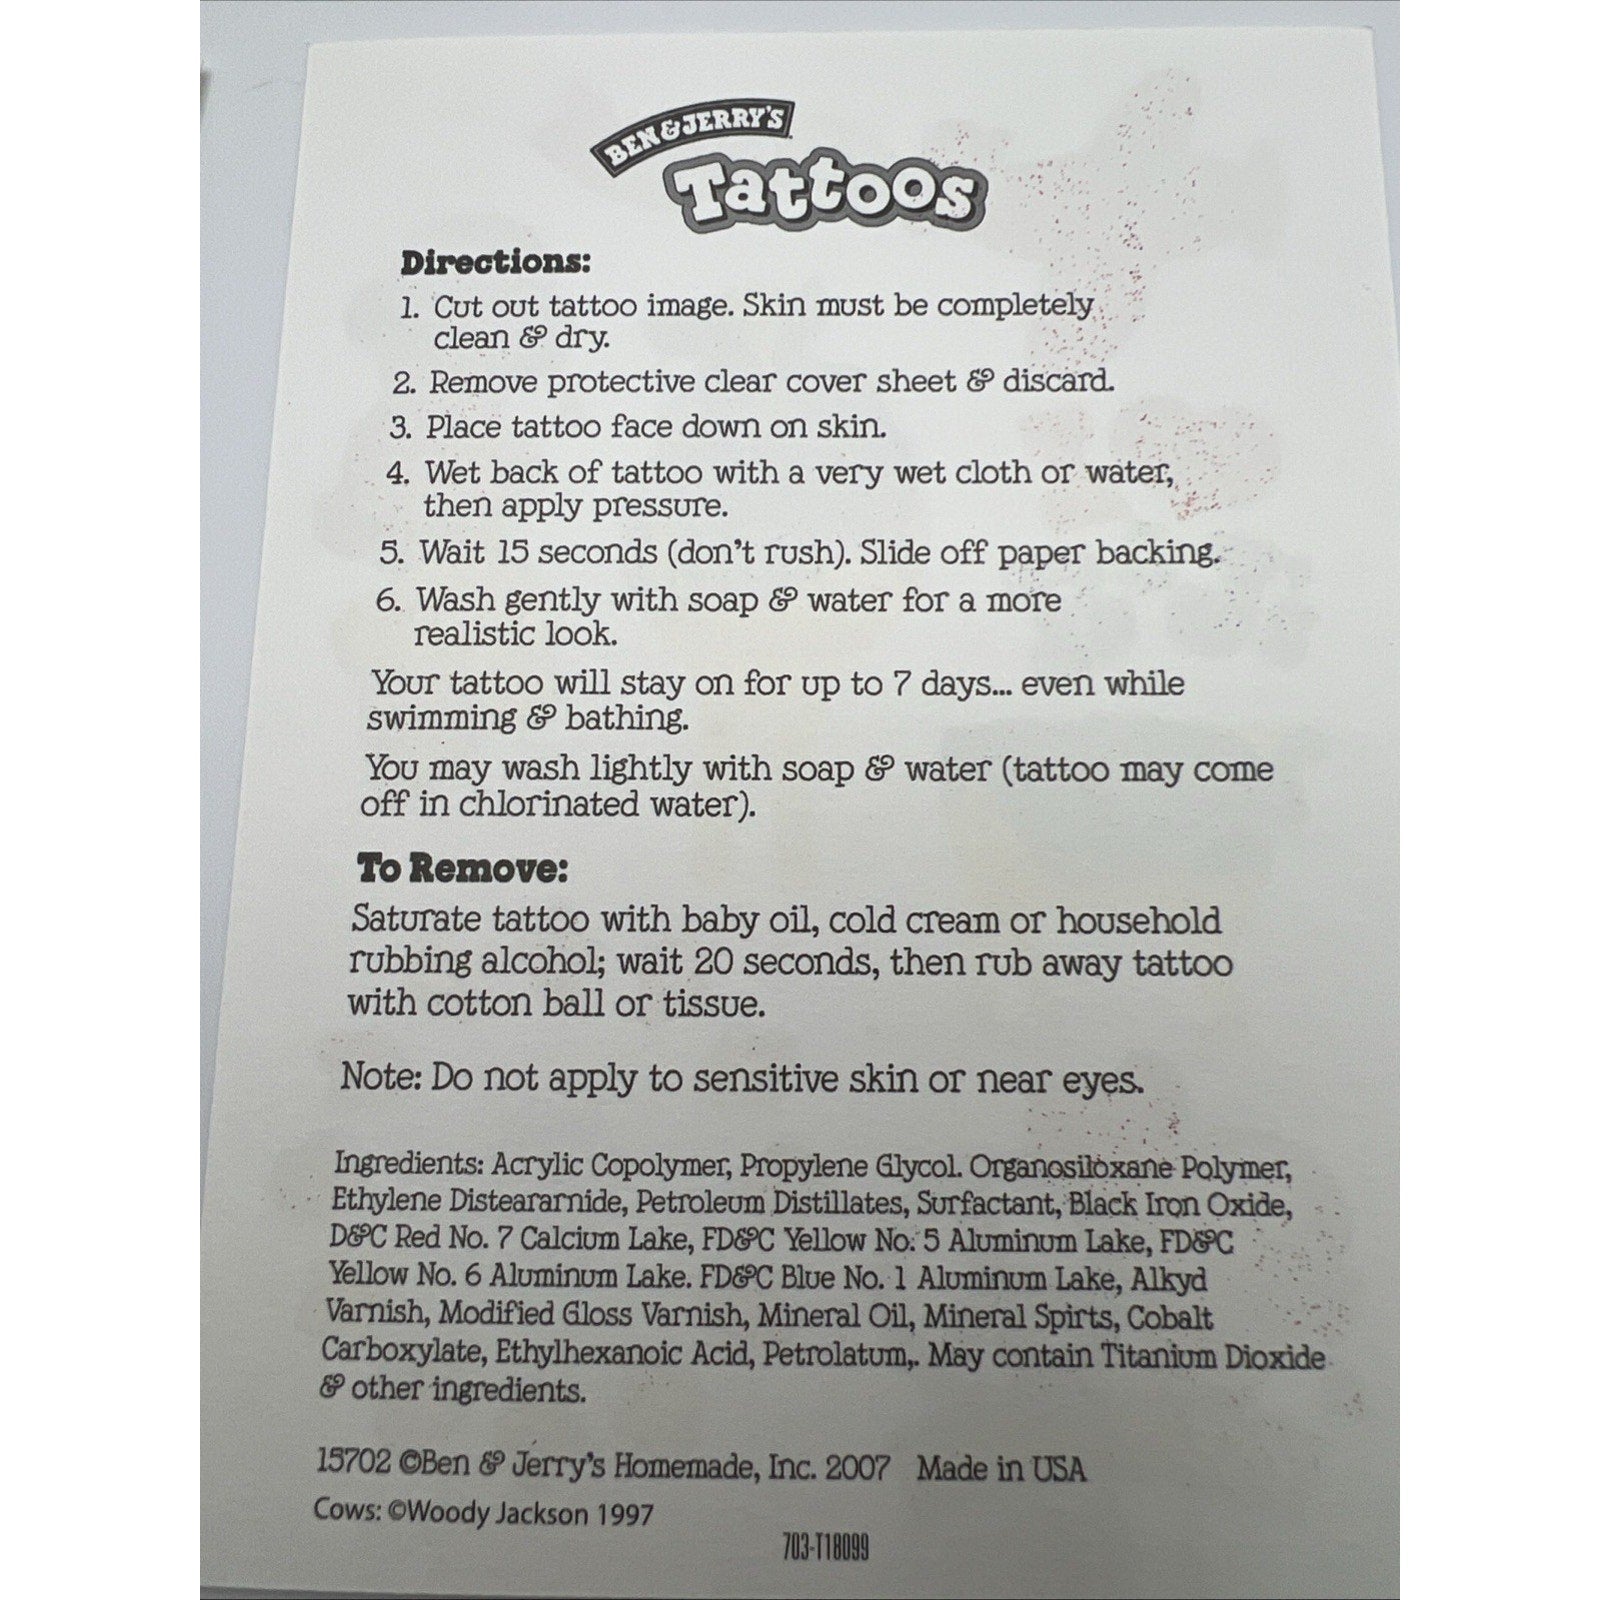 BEN & JERRY'S
Tattoos
Directions:
1. Cut out tattoo image. Skin must be completely
clean & dry.
2. Remove protective clear cover sheet & discard.
3. Place tattoo face down on skin.
4. Wet back of tattoo with a very wet cloth or water,
then apply pressure.
5. Wait 15 seconds (don't rush). Slide off paper backing.
6. Wash gently with soap & water for a more
realistic look.
Your tattoo will stay on for up to 7 days... even while
swimming & bathing.
You may wash lightly with soap & water (tattoo may come
off in chlorinated water).
To Remove:
Saturate tattoo with baby oil, cold cream or household
rubbing alcohol; wait 20 seconds, then rub away tattoo
with cotton ball or tissue.
Note: Do not apply to sensitive skin or near eyes.
Ingredients: Acrylic Copolymer, Propylene Glycol. Organosiloxane Polymer,
Ethylene Disteararnide, Petroleum Distillates, Surfactant, Black Iron Oxide,
D&C Red No. 7 Calcium Lake, FD&C Yellow No. 5 Aluminum Lake, FD&C
Yellow No. 6 Aluminum Lake. FD&C Blue No. 1 Aluminum Lake, Alkyd
Varnish, Modified Gloss Varnish, Mineral Oil, Mineral Spirts, Cobalt
Carboxylate, Ethylhexanoic Acid, Petrolatum,. May contain Titanium Dioxide
& other ingredients.
15702 ©Ben & Jerry's Homemade, Inc. 2007 Made in USA
Cows: ©Woody Jackson 1997
703-T18099